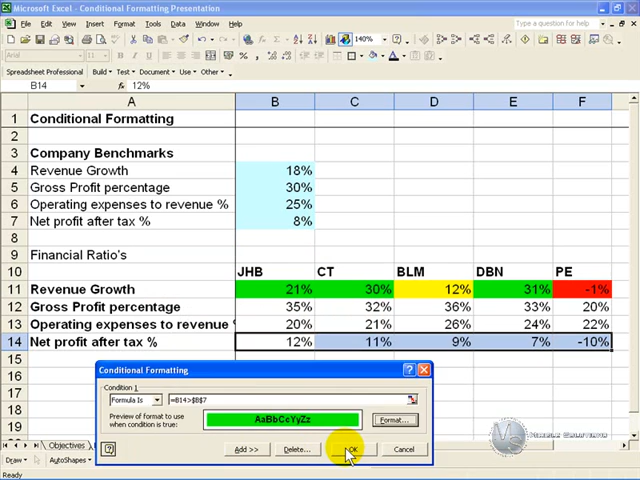 Microsoft Excel - Conditional Formatting Presentation
File Edit View Insert Format Tools Data Window Help
Type a question for help
140%
Arial
Spreadsheet Professional Build Test Document Use Other
B14 fx 12%
A B C D E F
1 Conditional Formatting
2
3 Company Benchmarks
4 Revenue Growth 18%
5 Gross Profit percentage 30%
6 Operating expenses to revenue % 25%
7 Net profit after tax % 8%
8
9 Financial Ratio's
10 JHB CT BLM DBN PE
11 Revenue Growth 21% 30% 12% 31% -1%
12 Gross Profit percentage 35% 32% 36% 33% 20%
13 Operating expenses to revenue % 20% 21% 26% 24% 22%
14 Net profit after tax % 12% 11% 9% 7% -10%
15
16
17
18
19
Conditional Formatting
Condition 1
Formula Is =B14>$B$7
Preview of format to use
when condition is true:
AaBbCcYyZz
Format...
Add >> Delete... OK Cancel
Objectives
Draw AutoShapes
Ready